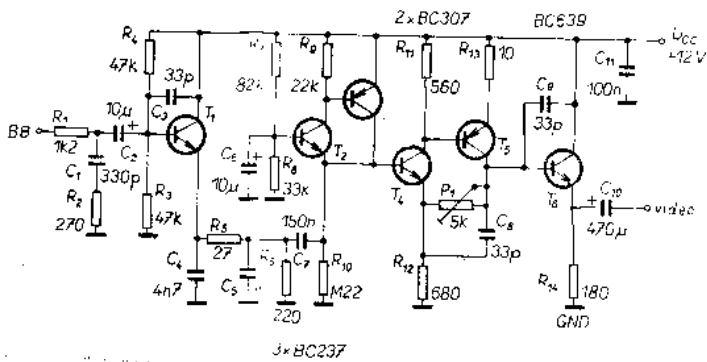 2×BC307
BC639
R4
47k
33p
C3
T1
R9
22k
R11
560
R13
10
C9
33p
C11
100n
UCC
+12V
BB
R1
1k2
10µ
C2
C1
330p
R2
270
R3
47k
C6
10µ
R8
33k
T2
T4
T5
P1
5k
C8
33p
T6
C10
470µ
video
R5
27
C4
4n7
C5
R6
220
150n
C7
R10
M22
R12
680
R14
180
GND
3×BC237